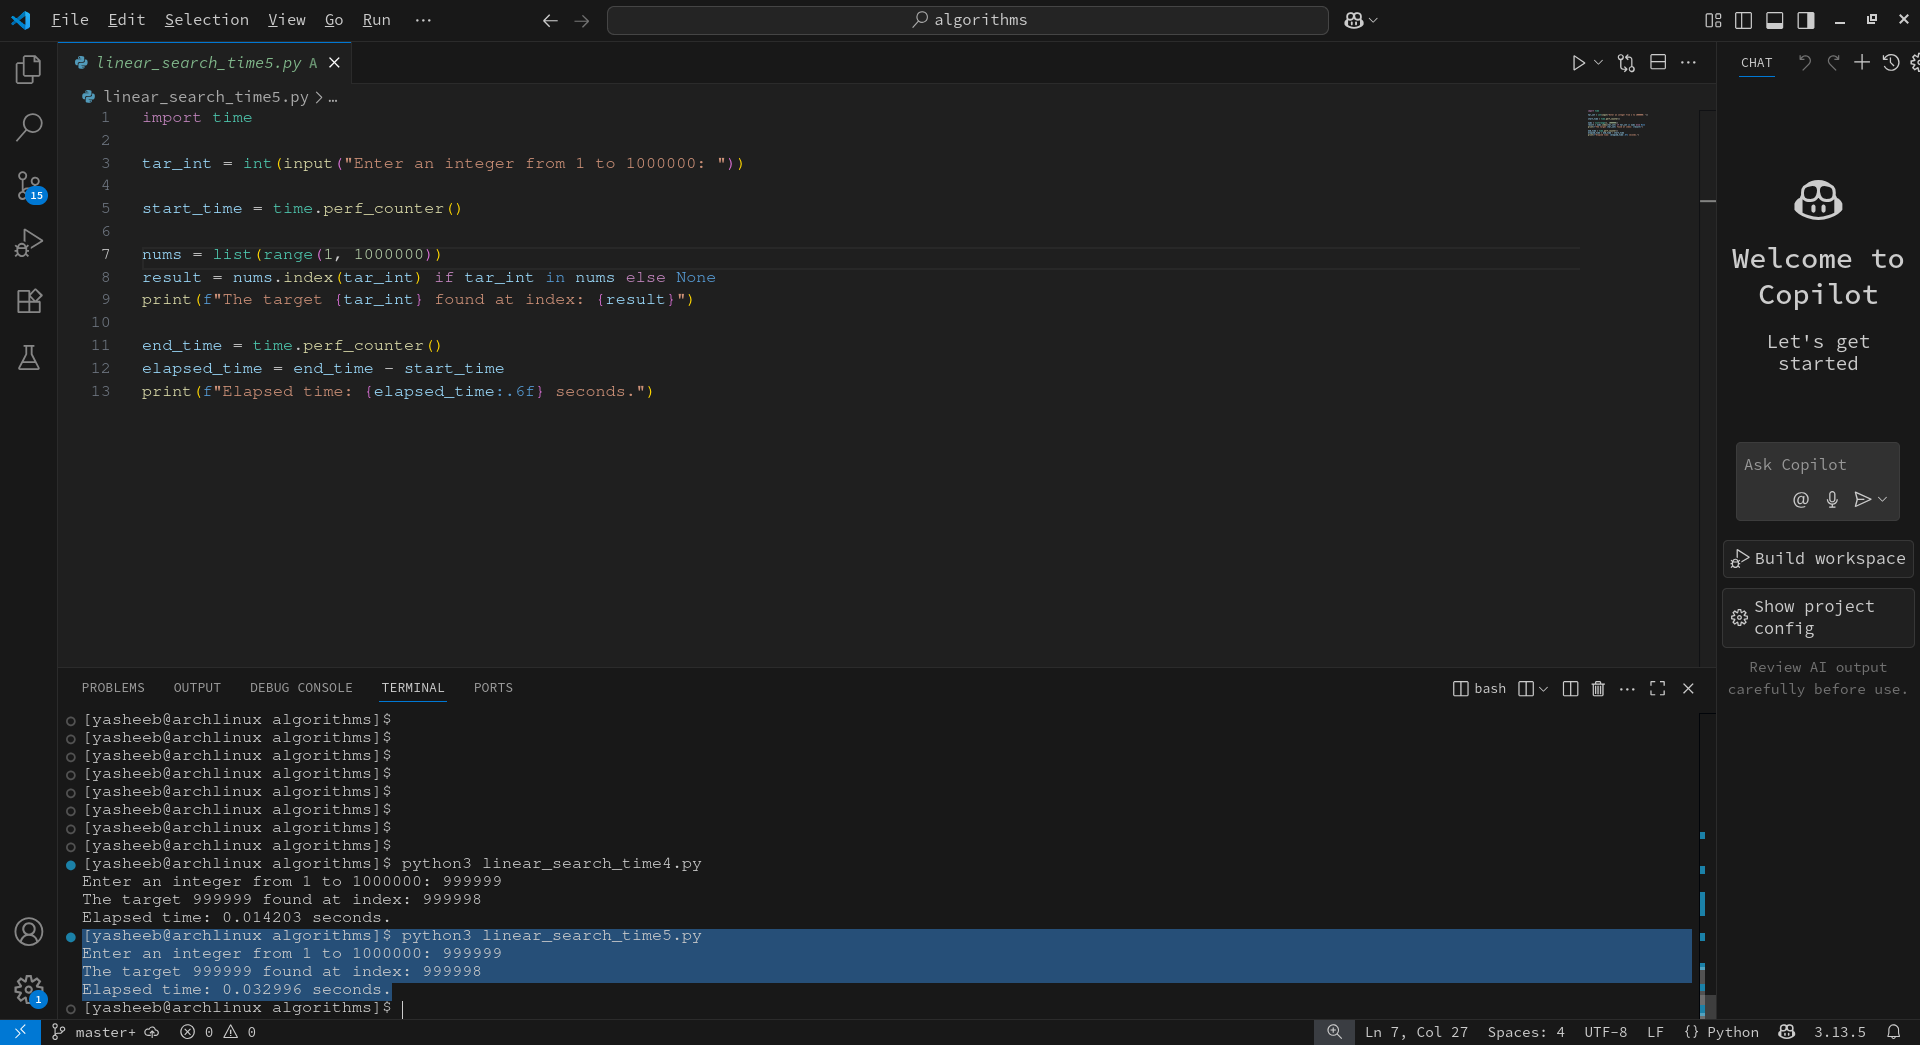 File Edit Selection View Go Run ··· algorithms
linear_search_time5.py A
CHAT
linear_search_time5.py > ...
1 import time
2
3 tar_int = int(input("Enter an integer from 1 to 1000000: "))
4
5 start_time = time.perf_counter()
6
7 nums = list(range(1, 1000000))
8 result = nums.index(tar_int) if tar_int in nums else None
9 print(f"The target {tar_int} found at index: {result}")
10
11 end_time = time.perf_counter()
12 elapsed_time = end_time - start_time
13 print(f"Elapsed time: {elapsed_time:.6f} seconds.")
15
Welcome to
Copilot
Let's get
started
Ask Copilot
Build workspace
Show project
config
Review AI output
carefully before use.
PROBLEMS OUTPUT DEBUG CONSOLE TERMINAL PORTS
bash
[yasheeb@archlinux algorithms]$
[yasheeb@archlinux algorithms]$
[yasheeb@archlinux algorithms]$
[yasheeb@archlinux algorithms]$
[yasheeb@archlinux algorithms]$
[yasheeb@archlinux algorithms]$
[yasheeb@archlinux algorithms]$
[yasheeb@archlinux algorithms]$
[yasheeb@archlinux algorithms]$ python3 linear_search_time4.py
Enter an integer from 1 to 1000000: 999999
The target 999999 found at index: 999998
Elapsed time: 0.014203 seconds.
[yasheeb@archlinux algorithms]$ python3 linear_search_time5.py
Enter an integer from 1 to 1000000: 999999
The target 999999 found at index: 999998
Elapsed time: 0.032996 seconds.
[yasheeb@archlinux algorithms]$
1
master+ 0 0 Ln 7, Col 27 Spaces: 4 UTF-8 LF {} Python 3.13.5